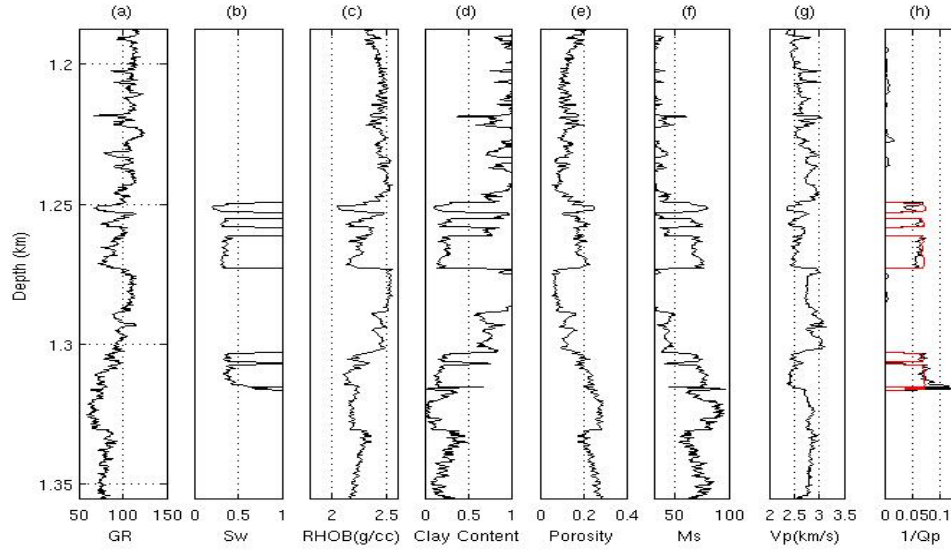 (a) (b) (c) (d) (e) (f) (g) (h)
1.2
1.25
1.3
1.35
Depth (km)
50 100 150 0 0.5 1 2 2.5 0 0.5 1 0 0.2 0.4 50 100 2 2.5 3 3.5 0 0.05 0.1
GR Sw RHOB(g/cc) Clay Content Porosity Ms Vp(km/s) 1/Qp